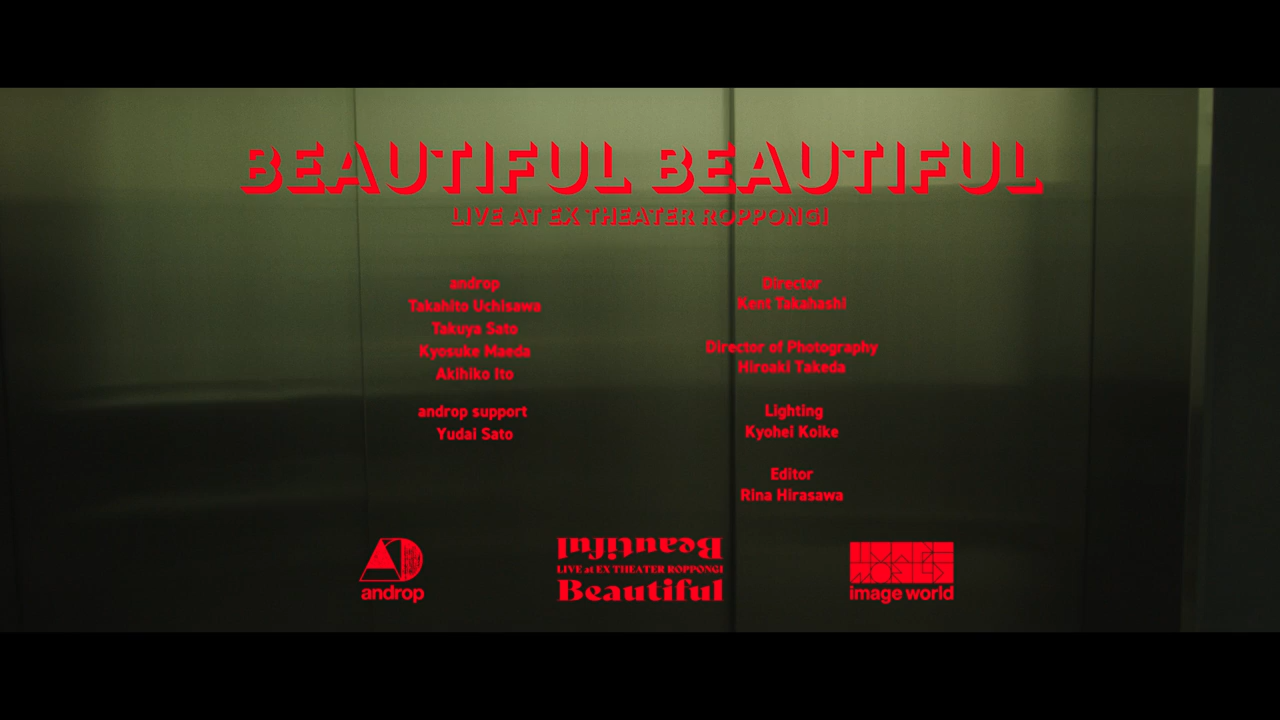 BEAUTIFUL BEAUTIFUL
LIVE AT EX THEATER ROPPONGI
androp
Takahito Uchisawa
Takuya Sato
Kyosuke Maeda
Akihiko Ito
androp support
Yudai Sato
Director
Kent Takahashi
Director of Photography
Hiroaki Takeda
Lighting
Kyohei Koike
Editor
Rina Hirasawa
androp
Beautiful
LIVE at EX THEATER ROPPONGI
Beautiful
image world